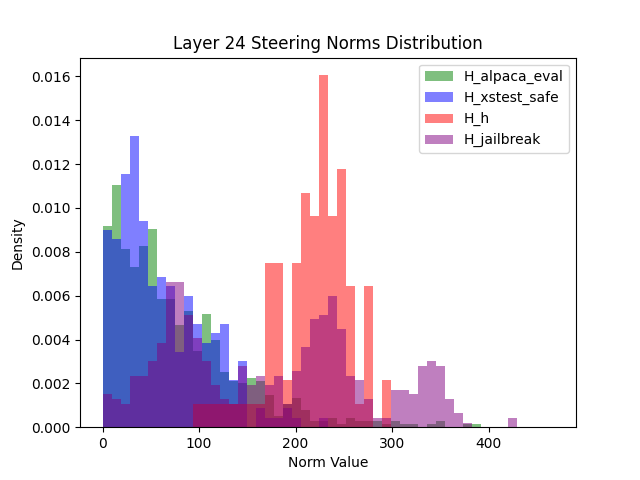 Layer 24 Steering Norms Distribution
H_alpaca_eval
H_xstest_safe
H_h
H_jailbreak
0.016
0.014
0.012
0.010
0.008
0.006
0.004
0.002
0.000
Density
0 100 200 300 400
Norm Value